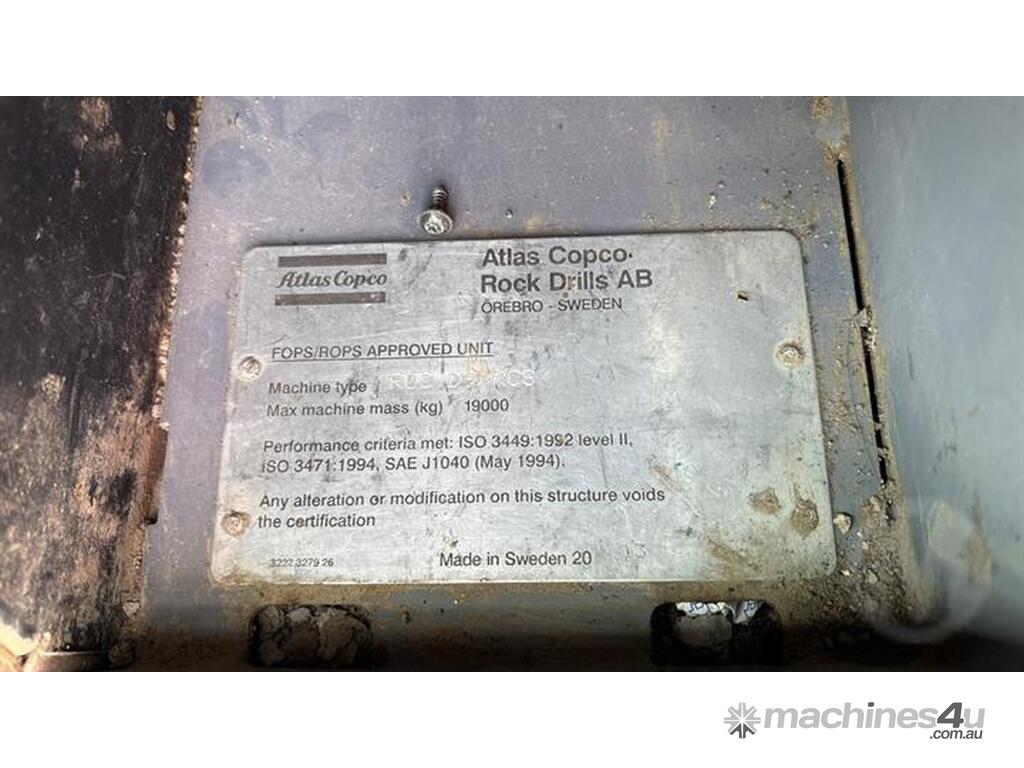 Atlas Copco
Atlas Copco
Rock Drills AB
ÖREBRO - SWEDEN
FOPS/ROPS APPROVED UNIT
Machine type
Max machine mass (kg) 19000
Performance criteria met: ISO 3449:1992 level II,
ISO 3471:1994, SAE J1040 (May 1994).
Any alteration or modification on this structure voids
the certification
3222 3279 26
Made in Sweden 20
machines4u
.com.au